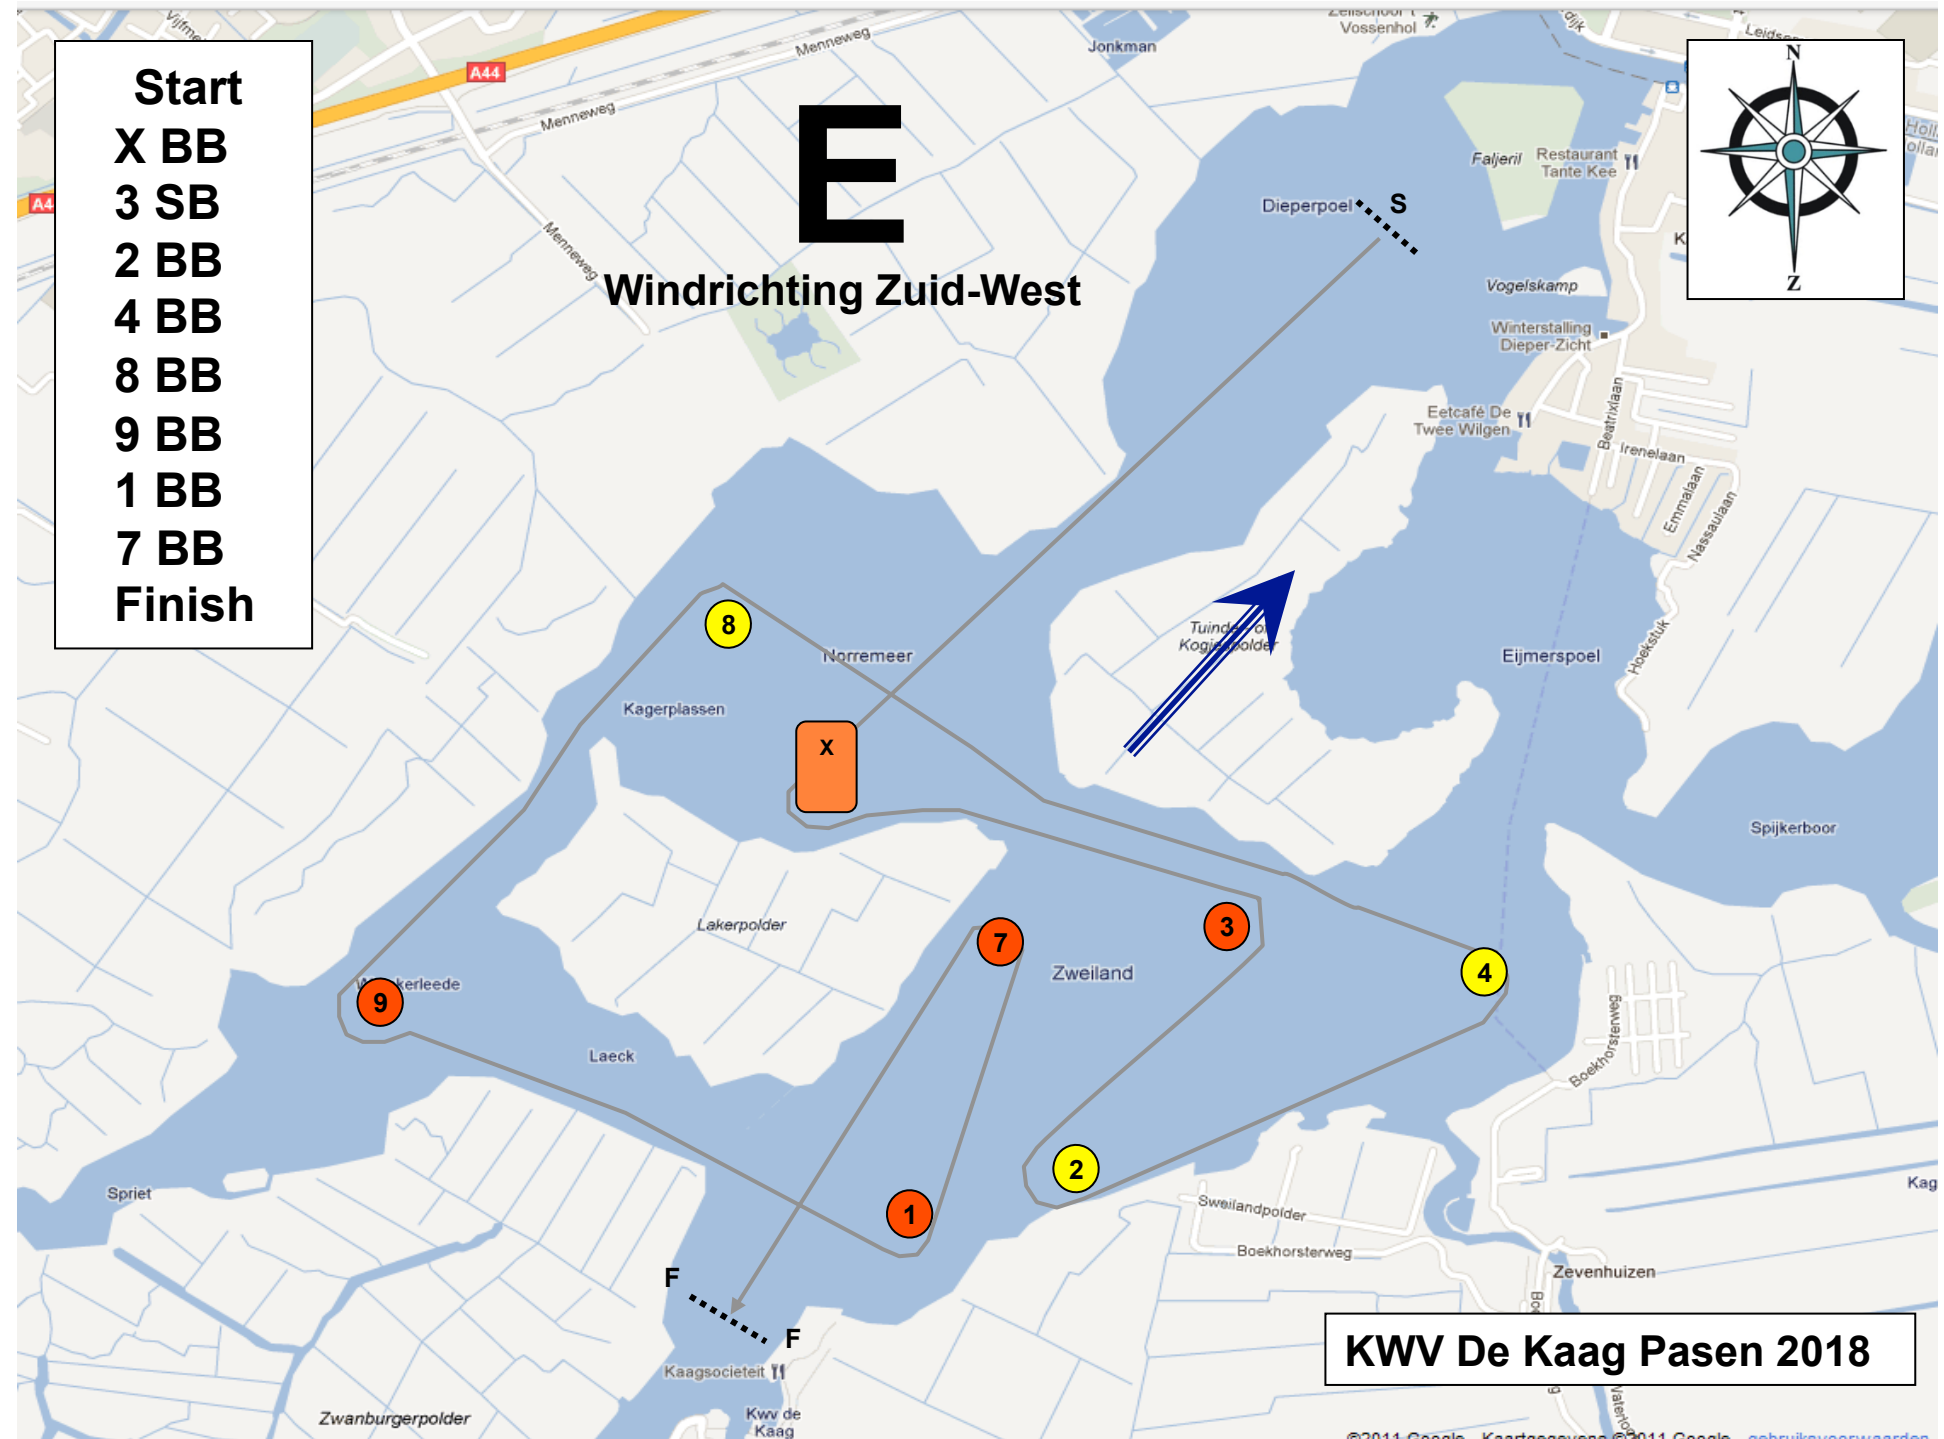 Start
X BB
3 SB
2 BB
4 BB
8 BB
9 BB
1 BB
7 BB
Finish
E
Windrichting Zuid-West
N
Z
A44
Menneweg
Menneweg
Menneweg
Jonkman
Vossenhol
Dieperpoel
S
Faljeril
Restaurant
Tante Kee
Vogelskamp
Winterstalling
Dieper-Zicht
Eetcafé De
Twee Wilgen
Beatrixlaan
Irenelaan
Emmalaan
Nassaulaan
Hoekstuk
Eijmerspoel
Spijkerboor
8
Norremeer
Kagerplassen
X
Lakerpolder
7
3
Zweiland
4
9
Laeck
2
1
Spriet
Boekhorsterweg
Sweilandpolder
Boekhorsterweg
Zevenhuizen
F
F
Kaagsocieteit
Kwv de
Kaag
Zwanburgerpolder
KWV De Kaag Pasen 2018